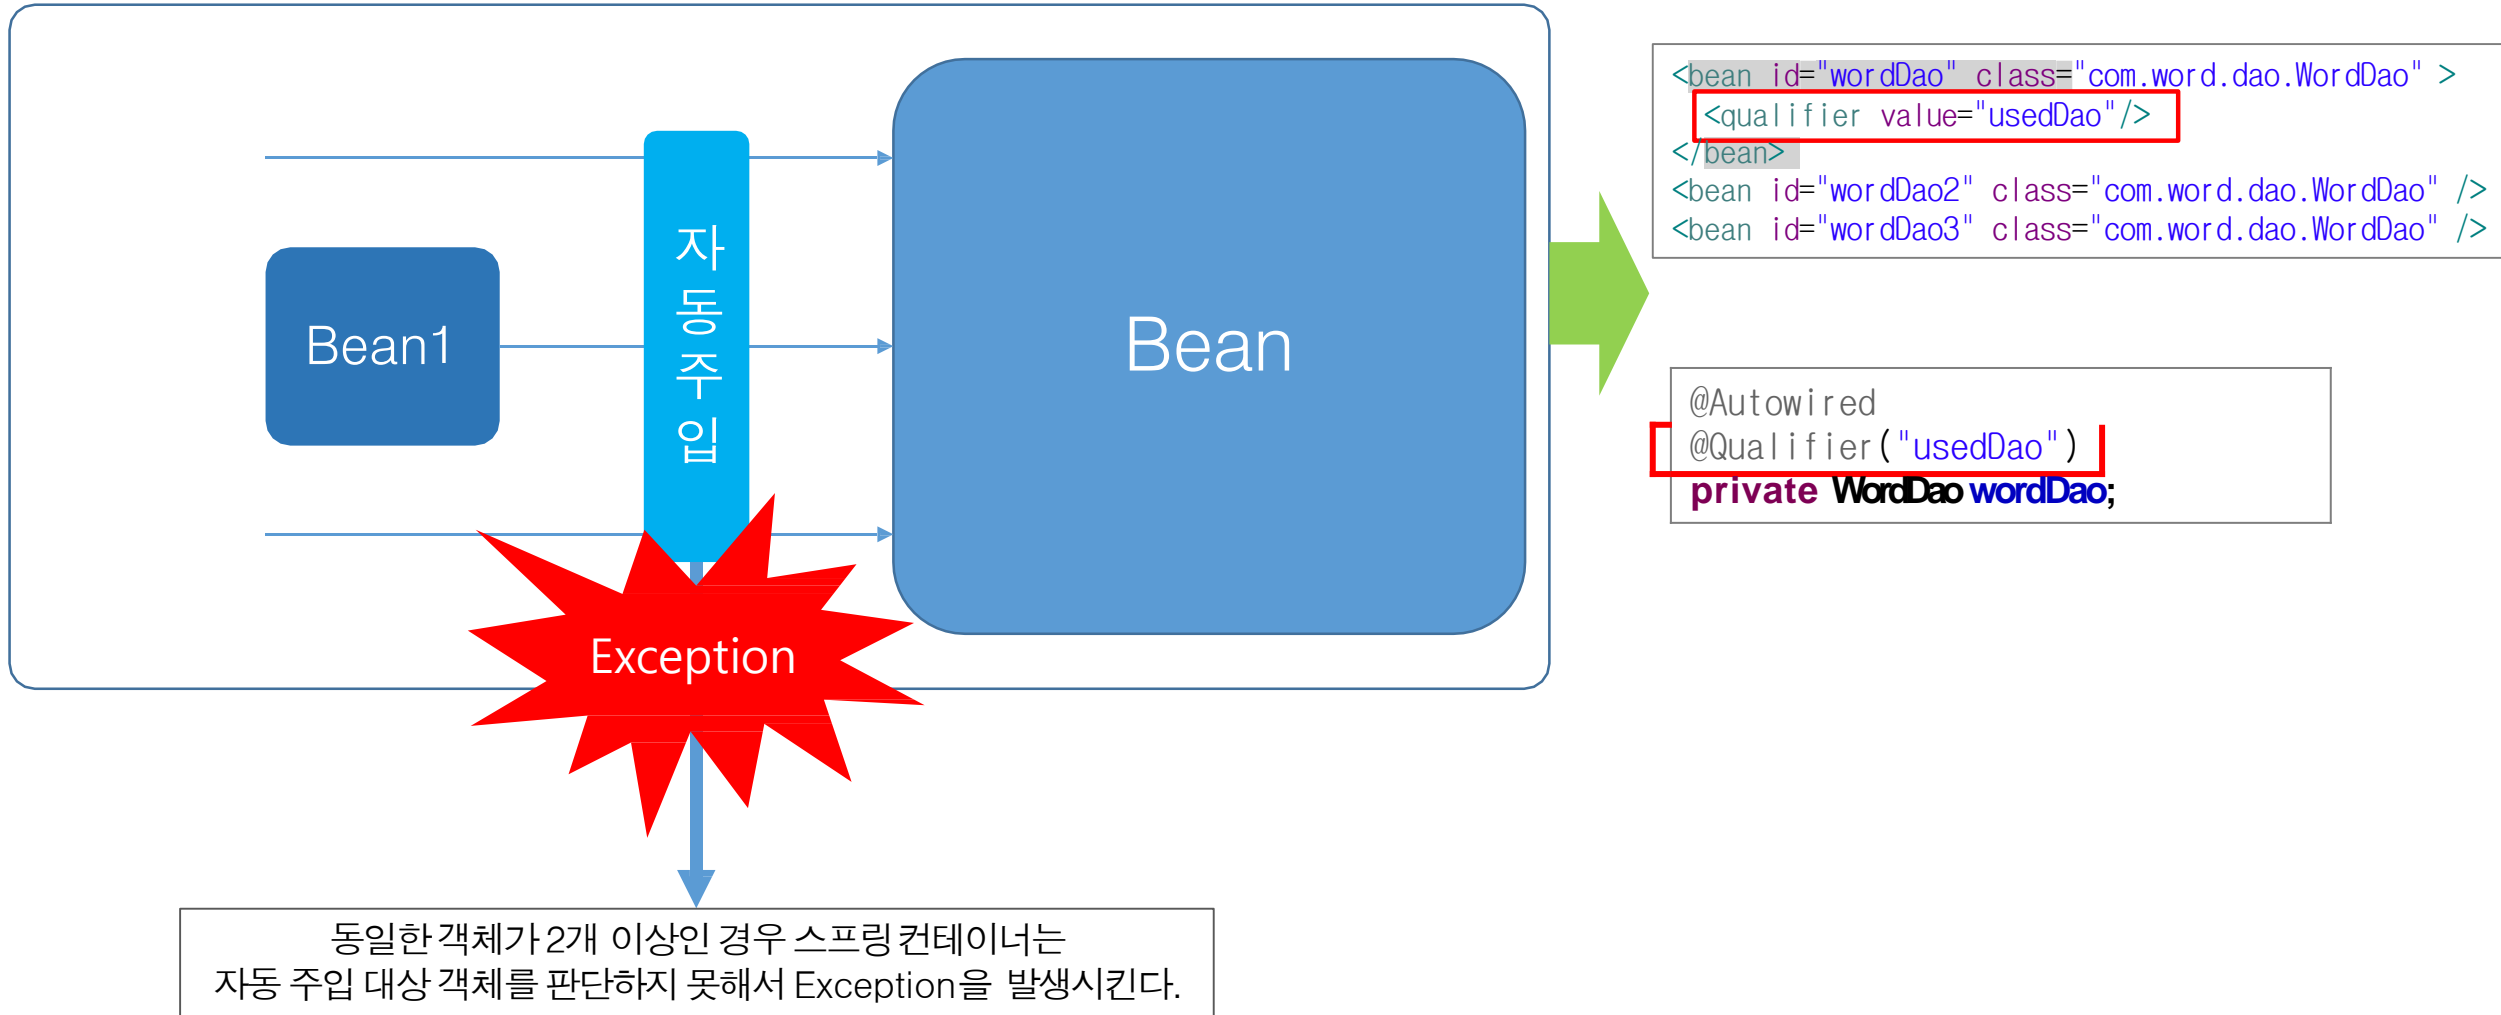 Bean1
자
동
주
입
Bean
Exception
동일한 객체가 2개 이상인 경우 스프링 컨테이너는
자동 주입 대상 객체를 판단하지 못해서 Exception을 발생시킨다.
<bean id="wordDao" class="com.word.dao.WordDao" >
<qualifier value="usedDao"/>
</bean>
<bean id="wordDao2" class="com.word.dao.WordDao" />
<bean id="wordDao3" class="com.word.dao.WordDao" />
@Autowired
@Qualifier("usedDao")
private WordDao wordDao;